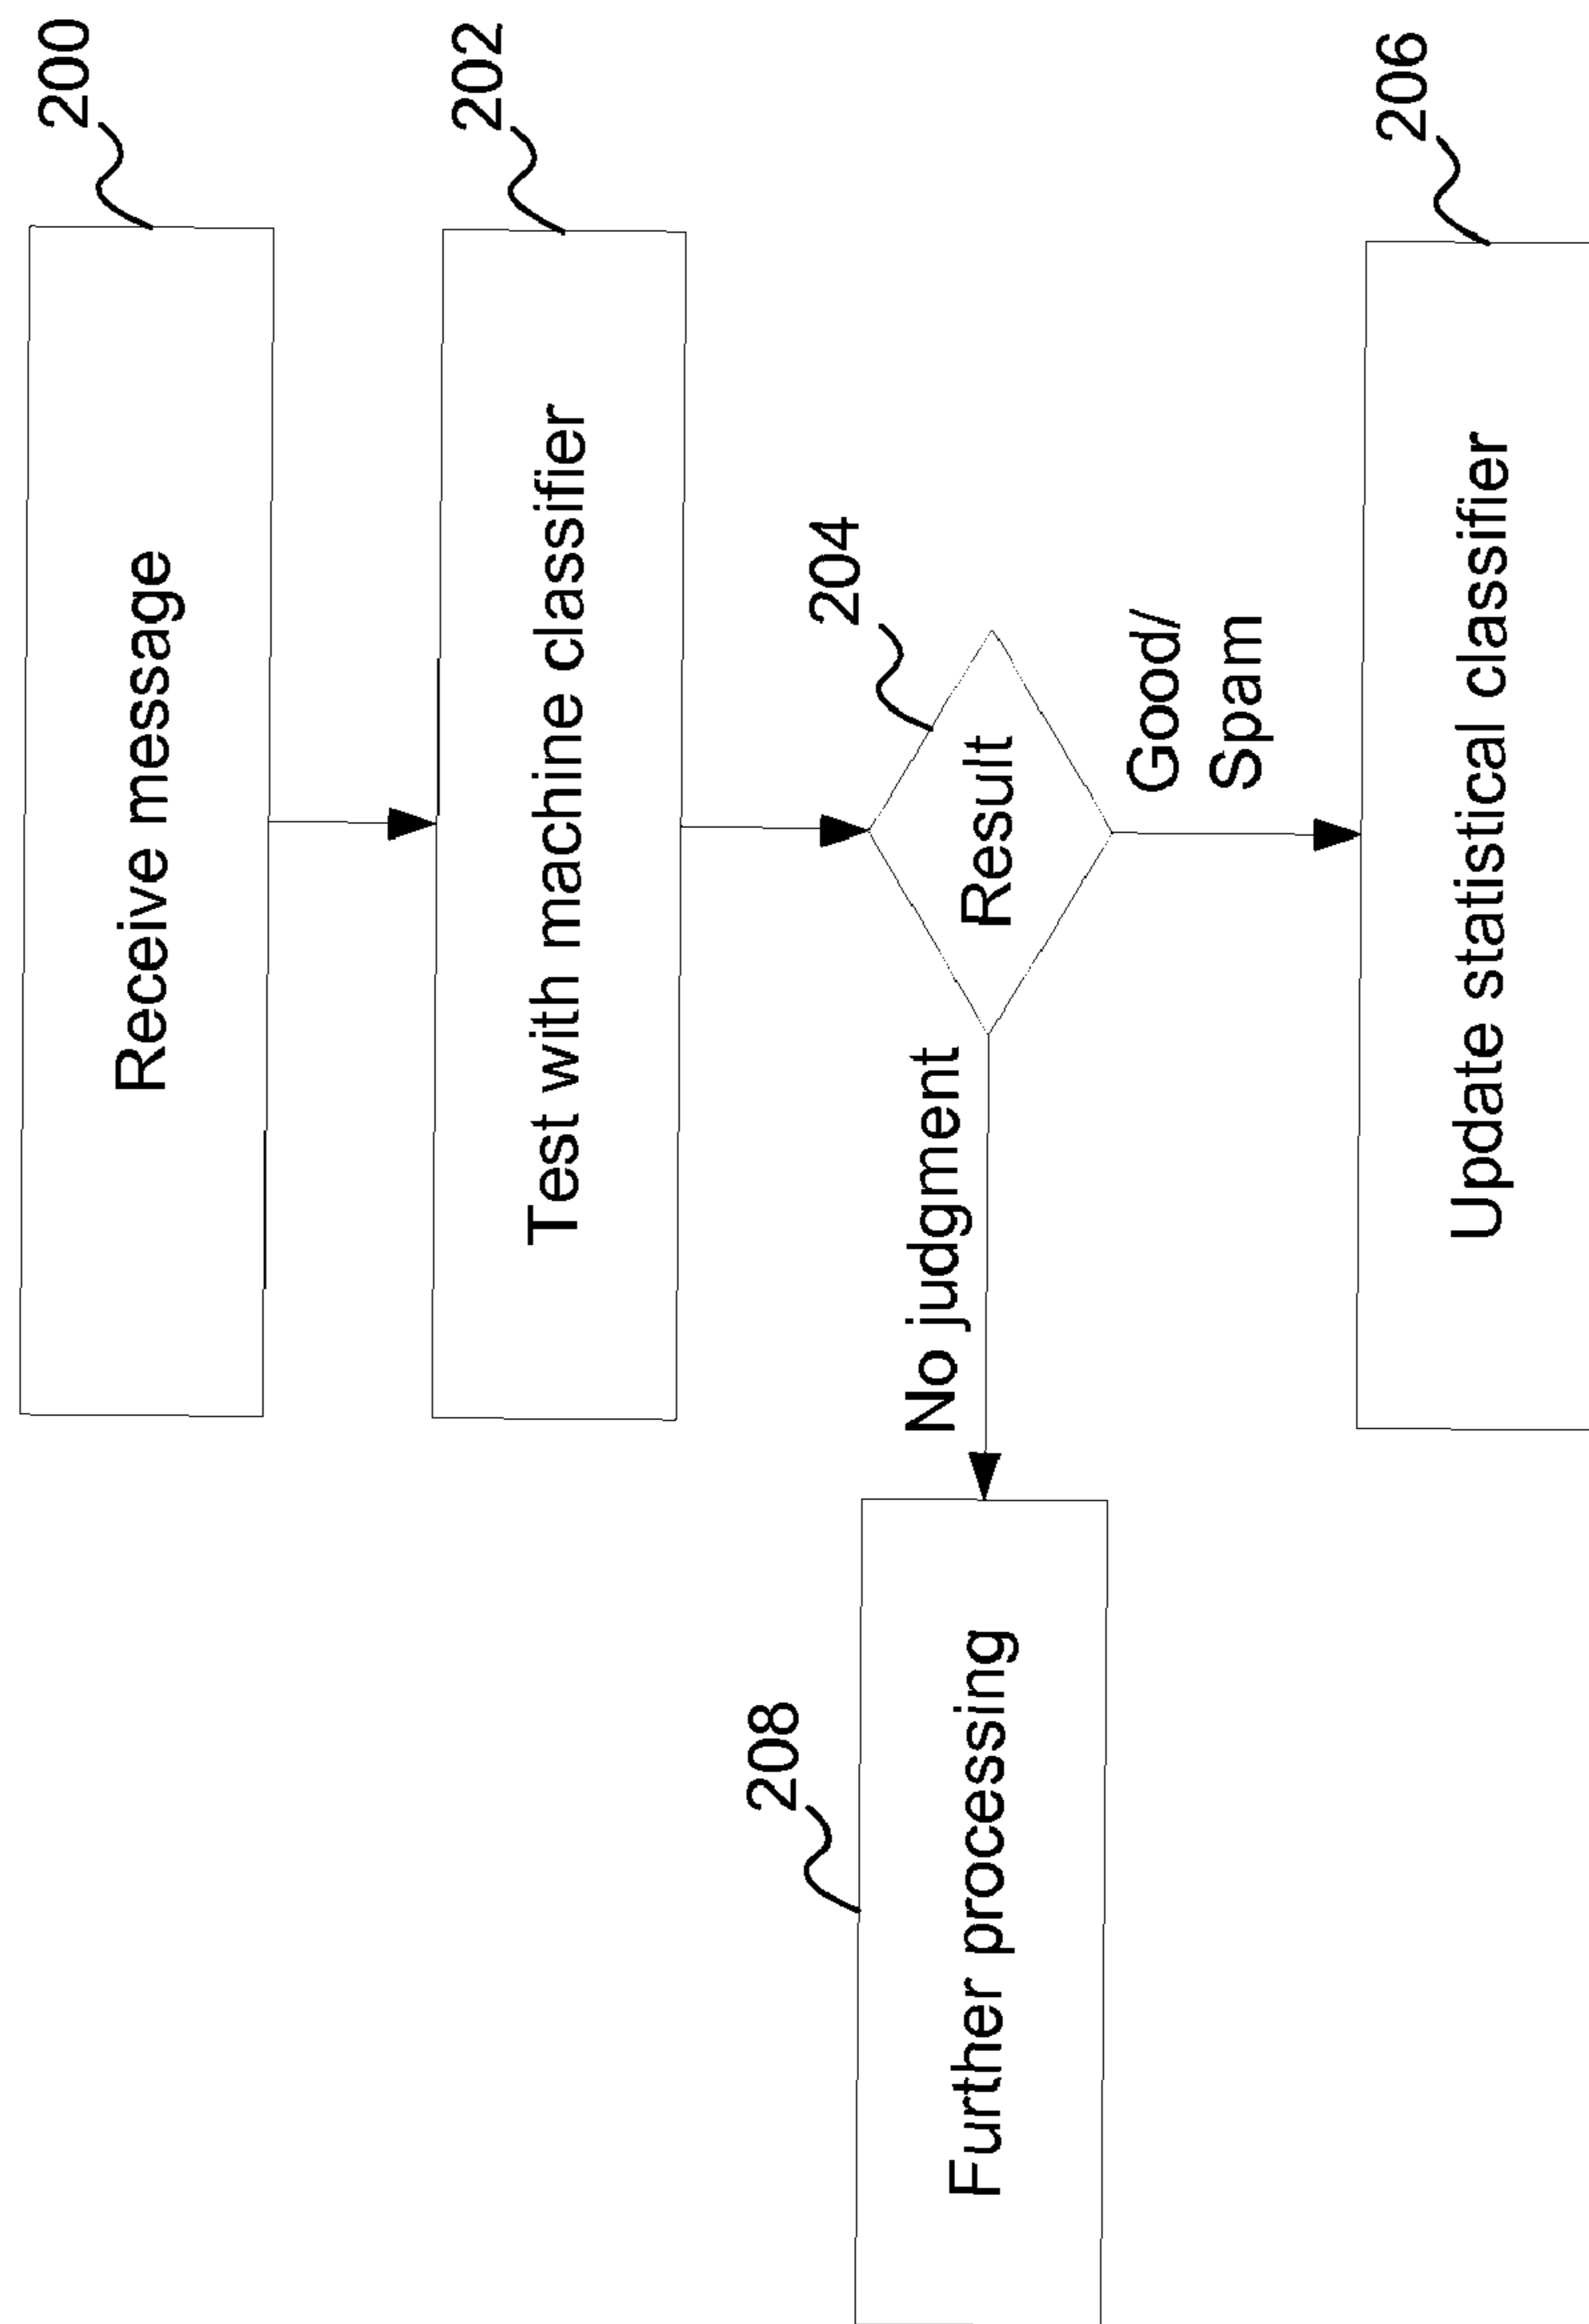 200
Receive message
202
Test with machine classifier
204
Result
No judgment
Good/
Spam
208
Further processing
206
Update statistical classifier